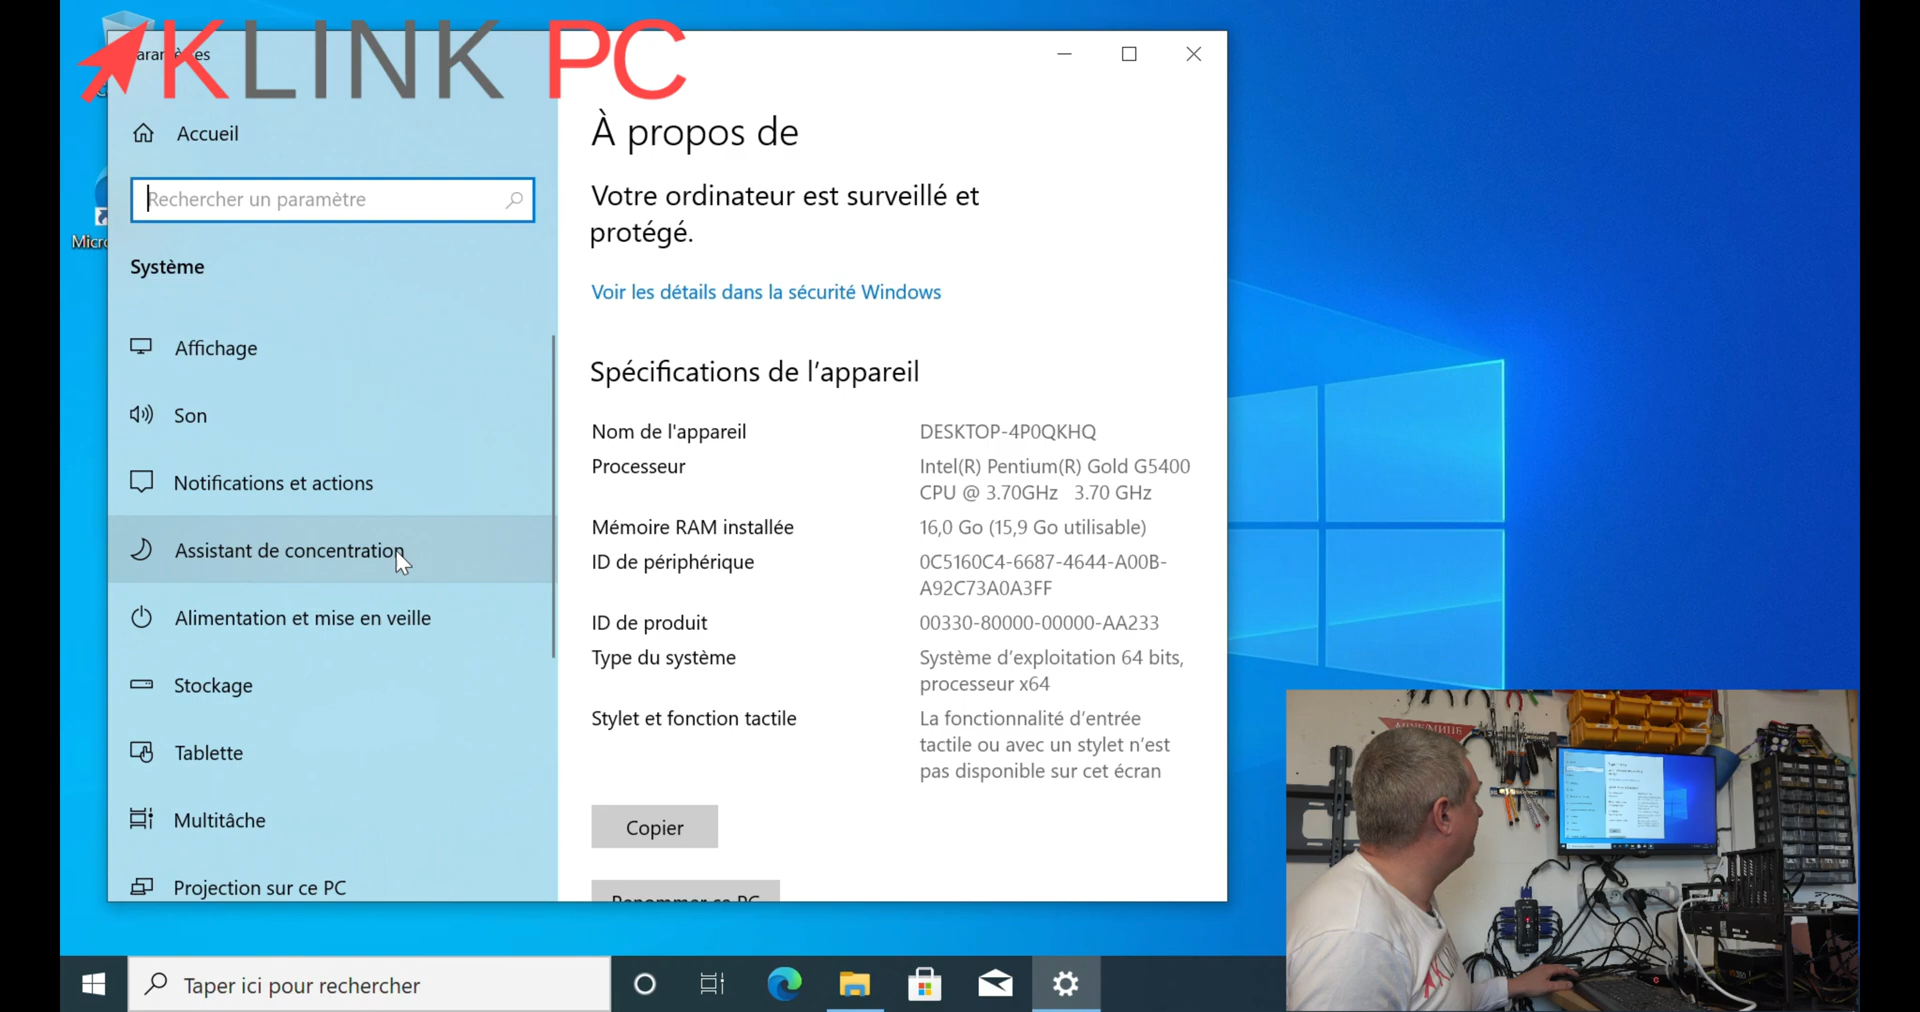 KLINK PC
Accueil
Rechercher un paramètre
Système
Affichage
Son
Notifications et actions
Assistant de concentration
Alimentation et mise en veille
Stockage
Tablette
Multitâche
Projection sur ce PC
À propos de
Votre ordinateur est surveillé et
protégé.
Voir les détails dans la sécurité Windows
Spécifications de l'appareil
Nom de l'appareil DESKTOP-4P0QKHQ
Processeur Intel(R) Pentium(R) Gold G5400
CPU @ 3.70GHz 3.70 GHz
Mémoire RAM installée 16,0 Go (15,9 Go utilisable)
ID de périphérique 0C5160C4-6687-4644-A00B-
A92C73A0A3FF
ID de produit 00330-80000-00000-AA233
Type du système Système d'exploitation 64 bits,
processeur x64
Stylet et fonction tactile La fonctionnalité d'entrée
tactile ou avec un stylet n'est
pas disponible sur cet écran
Copier
Renommer ce PC
Taper ici pour rechercher